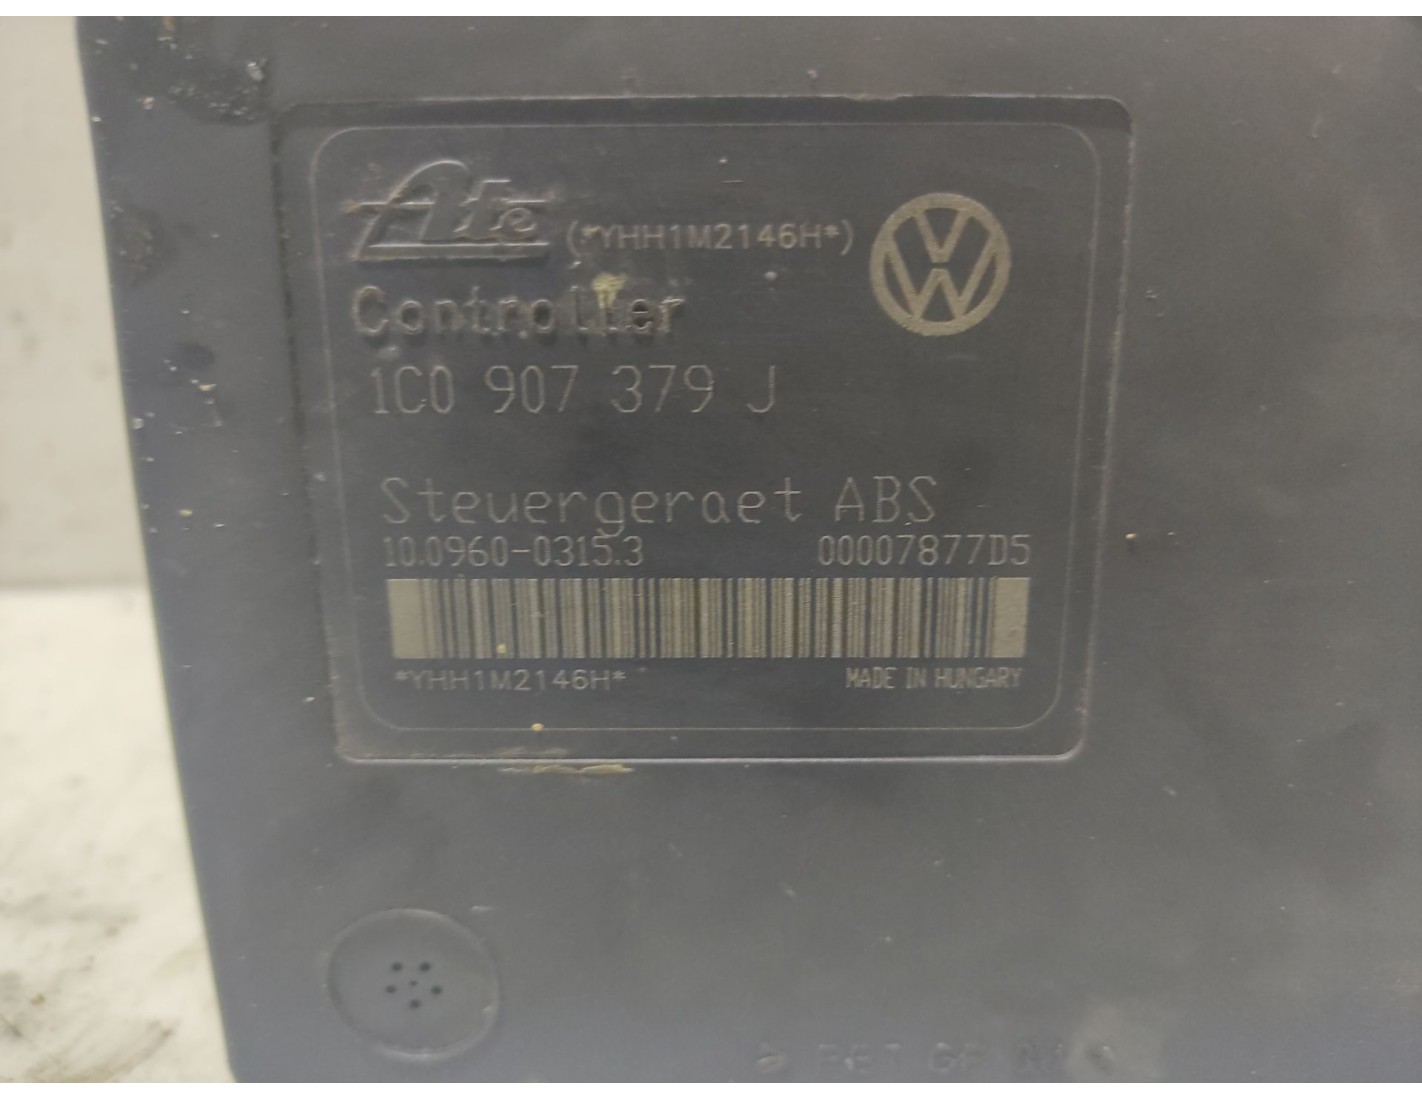 Ate (*YHH1M2146H*)
Controller
1C0 907 379 J
Steuergeraet ABS
10.0960-0315.3 00007877D5
*YHH1M2146H* MADE IN HUNGARY